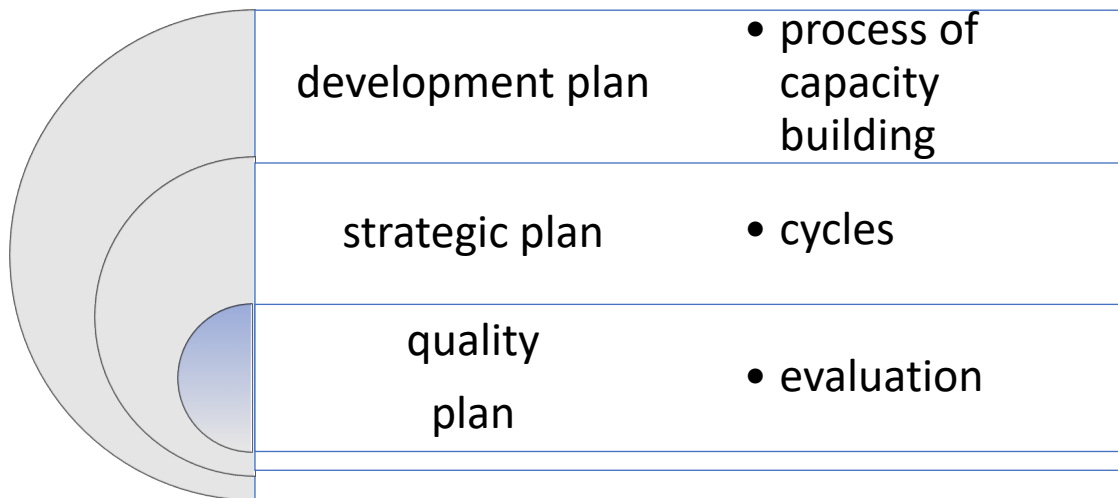 development plan
• process of
capacity
building
strategic plan
• cycles
quality
plan
• evaluation